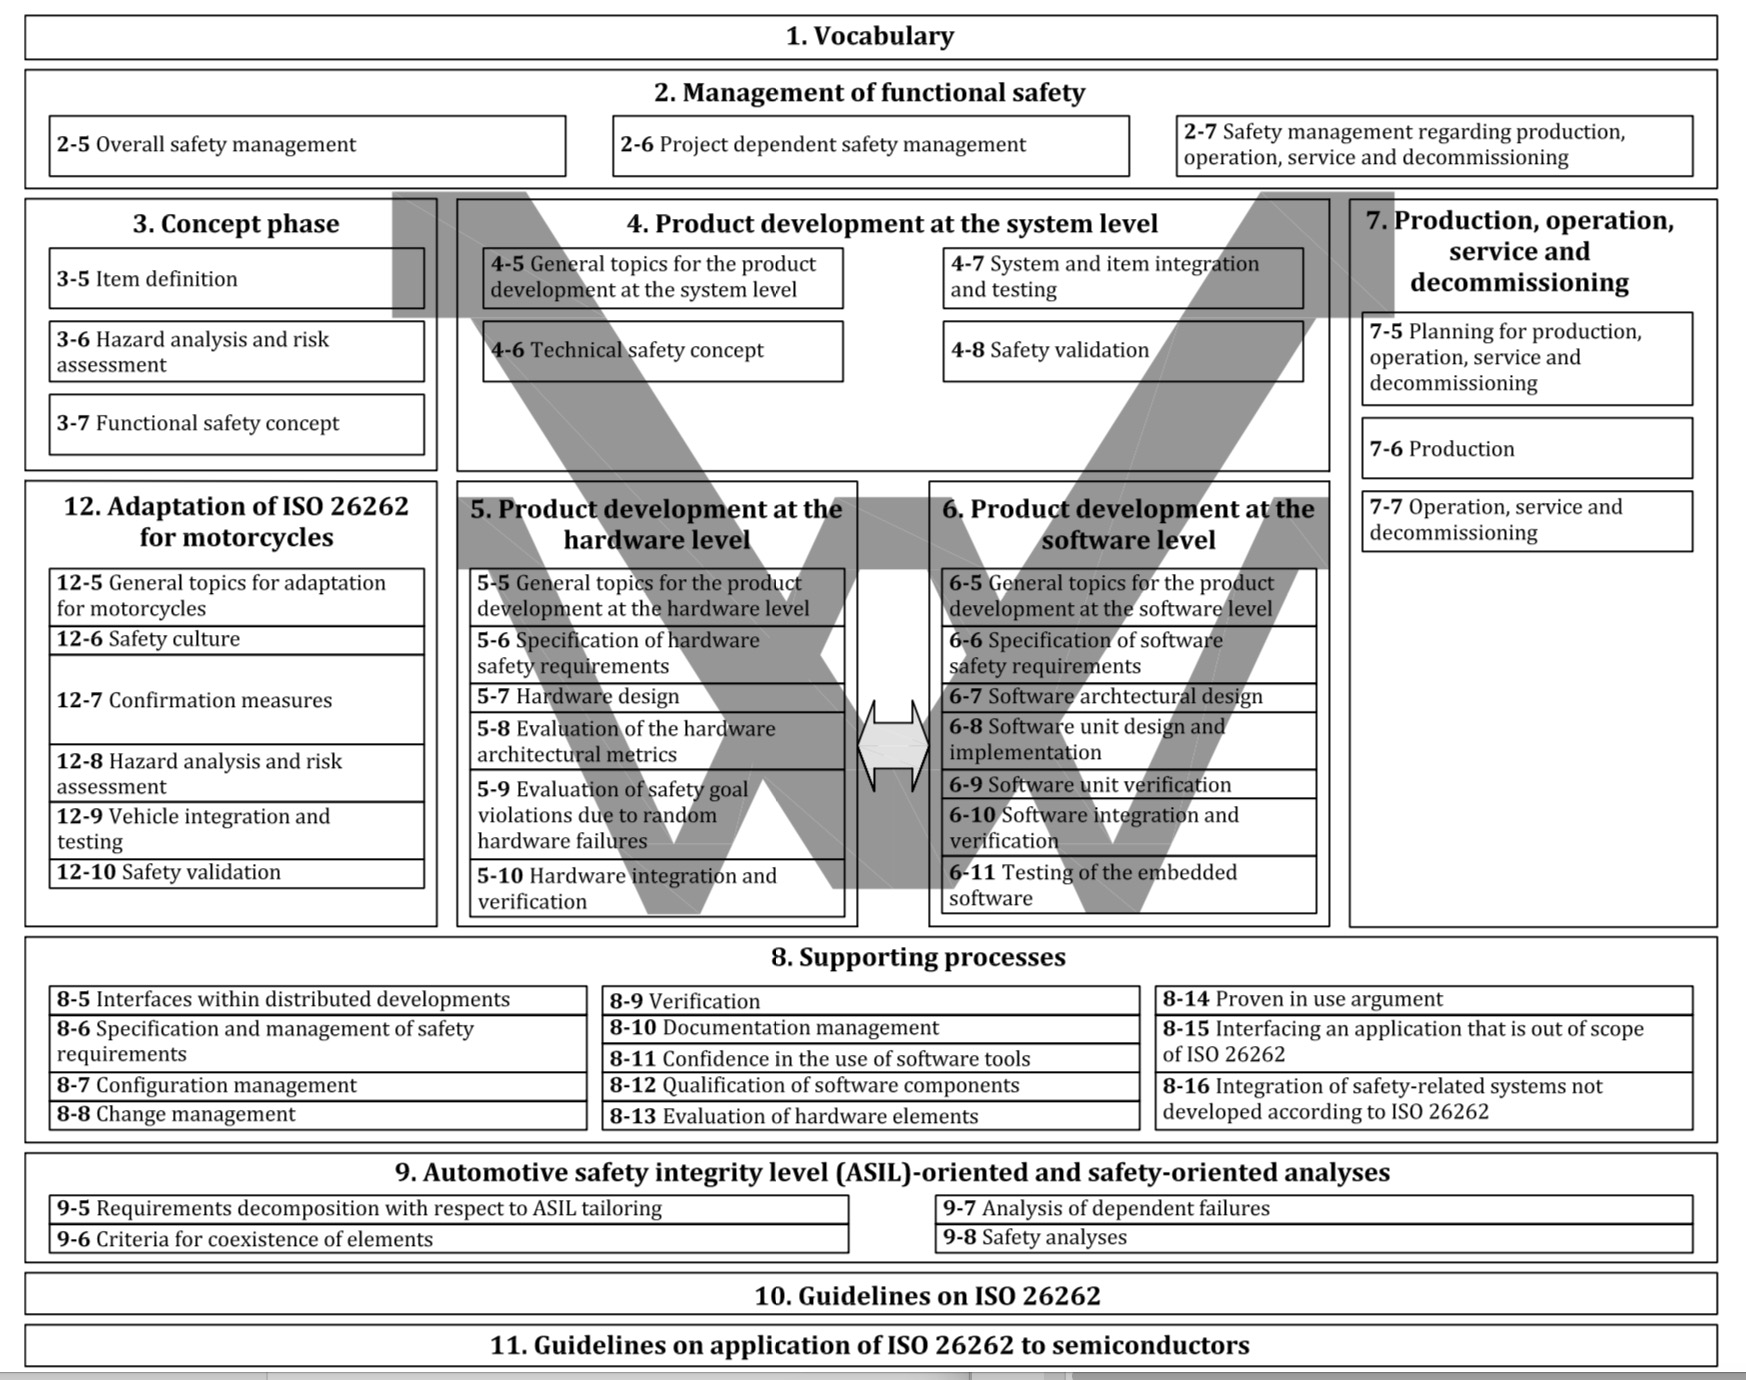 1. Vocabulary
2. Management of functional safety
2-5 Overall safety management
2-6 Project dependent safety management
2-7 Safety management regarding production,
operation, service and decommissioning
3. Concept phase
3-5 Item definition
3-6 Hazard analysis and risk
assessment
3-7 Functional safety concept
4. Product development at the system level
4-5 General topics for the product
development at the system level
4-6 Technical safety concept
4-7 System and item integration
and testing
4-8 Safety validation
7. Production, operation,
service and
decommissioning
7-5 Planning for production,
operation, service and
decommissioning
7-6 Production
7-7 Operation, service and
decommissioning
12. Adaptation of ISO 26262
for motorcycles
12-5 General topics for adaptation
for motorcycles
12-6 Safety culture
12-7 Confirmation measures
12-8 Hazard analysis and risk
assessment
12-9 Vehicle integration and
testing
12-10 Safety validation
5. Product development at the
hardware level
5-5 General topics for the product
development at the hardware level
5-6 Specification of hardware
safety requirements
5-7 Hardware design
5-8 Evaluation of the hardware
architectural metrics
5-9 Evaluation of safety goal
violations due to random
hardware failures
5-10 Hardware integration and
verification
6. Product development at the
software level
6-5 General topics for the product
development at the software level
6-6 Specification of software
safety requirements
6-7 Software archtectural design
6-8 Software unit design and
implementation
6-9 Software unit verification
6-10 Software integration and
verification
6-11 Testing of the embedded
software
8. Supporting processes
8-5 Interfaces within distributed developments
8-6 Specification and management of safety
requirements
8-7 Configuration management
8-8 Change management
8-9 Verification
8-10 Documentation management
8-11 Confidence in the use of software tools
8-12 Qualification of software components
8-13 Evaluation of hardware elements
8-14 Proven in use argument
8-15 Interfacing an application that is out of scope
of ISO 26262
8-16 Integration of safety-related systems not
developed according to ISO 26262
9. Automotive safety integrity level (ASIL)-oriented and safety-oriented analyses
9-5 Requirements decomposition with respect to ASIL tailoring
9-6 Criteria for coexistence of elements
9-7 Analysis of dependent failures
9-8 Safety analyses
10. Guidelines on ISO 26262
11. Guidelines on application of ISO 26262 to semiconductors